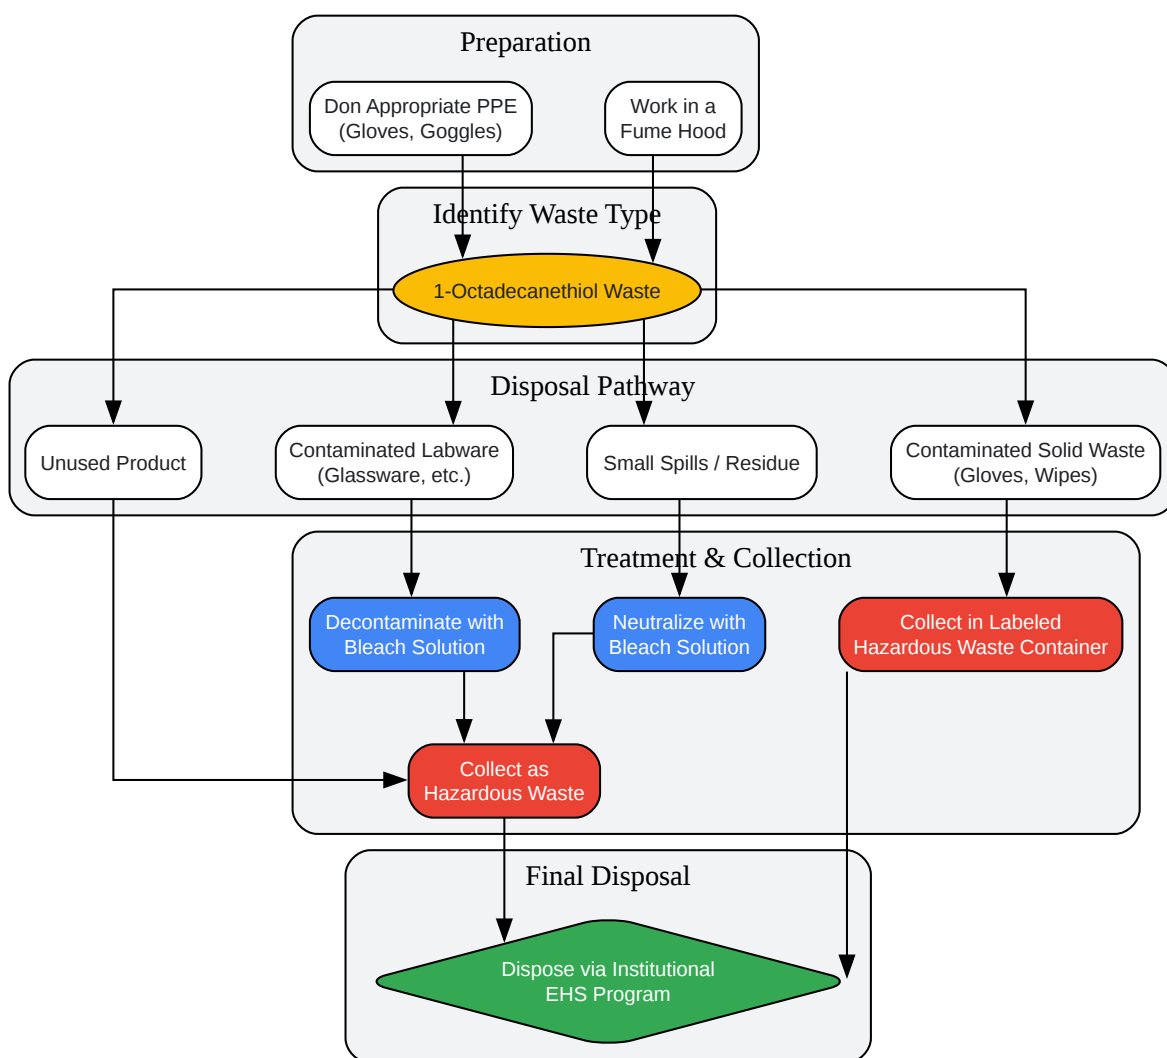 Preparation
Don Appropriate PPE
(Gloves, Goggles)
Work in a
Fume Hood
Identify Waste Type
1-Octadecanethiol Waste
Disposal Pathway
Unused Product
Contaminated Labware
(Glassware, etc.)
Small Spills / Residue
Contaminated Solid Waste
(Gloves, Wipes)
Treatment & Collection
Decontaminate with
Bleach Solution
Neutralize with
Bleach Solution
Collect in Labeled
Hazardous Waste Container
Collect as
Hazardous Waste
Final Disposal
Dispose via Institutional
EHS Program